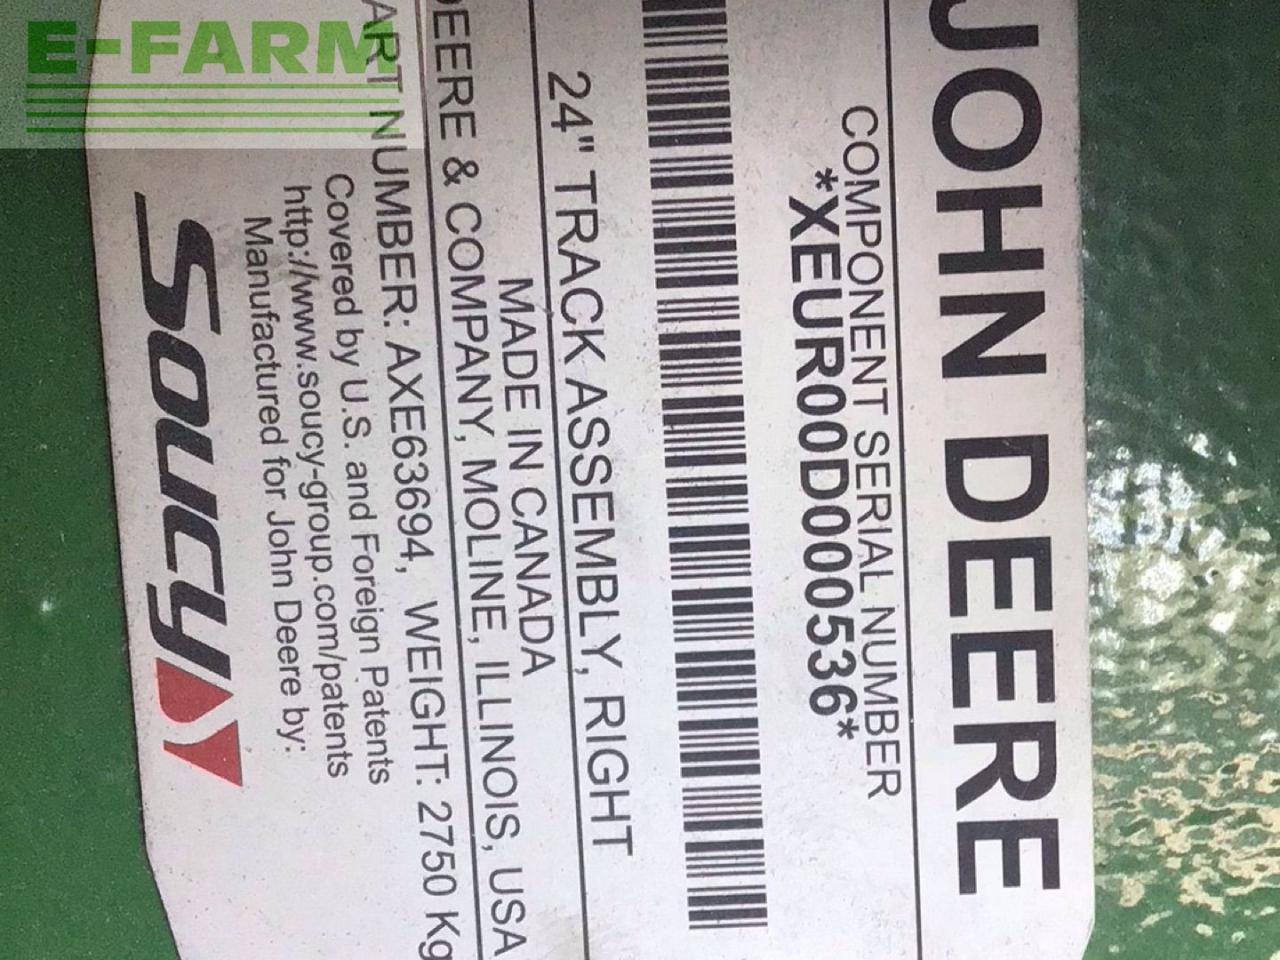 E-FARM
JOHN DEERE
COMPONENT SERIAL NUMBER
*XEUR00D000536*
24" TRACK ASSEMBLY, RIGHT
MADE IN CANADA
DEERE & COMPANY, MOLINE, ILLINOIS, USA
ART NUMBER: AXE63694, WEIGHT: 2750 Kg
Covered by U.S. and Foreign Patents
http://www.soucy-group.com/patents
Manufactured for John Deere by:
SOUCY